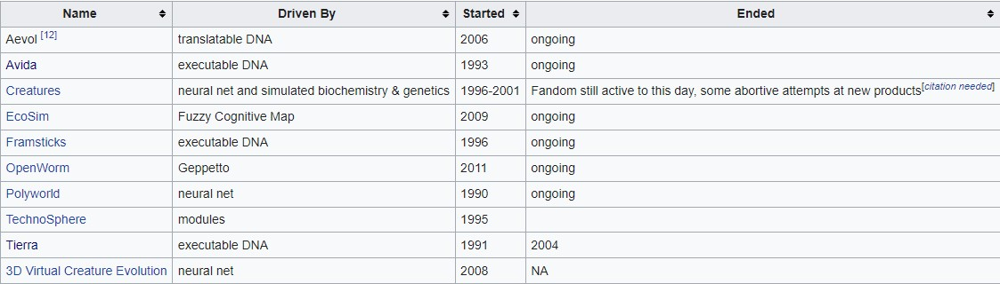 Name Driven By Started Ended
Aevol [12] translatable DNA 2006 ongoing
Avida executable DNA 1993 ongoing
Creatures neural net and simulated biochemistry & genetics 1996-2001 Fandom still active to this day, some abortive attempts at new products[citation needed]
EcoSim Fuzzy Cognitive Map 2009 ongoing
Framsticks executable DNA 1996 ongoing
OpenWorm Geppetto 2011 ongoing
Polyworld neural net 1990 ongoing
TechnoSphere modules 1995
Tierra executable DNA 1991 2004
3D Virtual Creature Evolution neural net 2008 NA